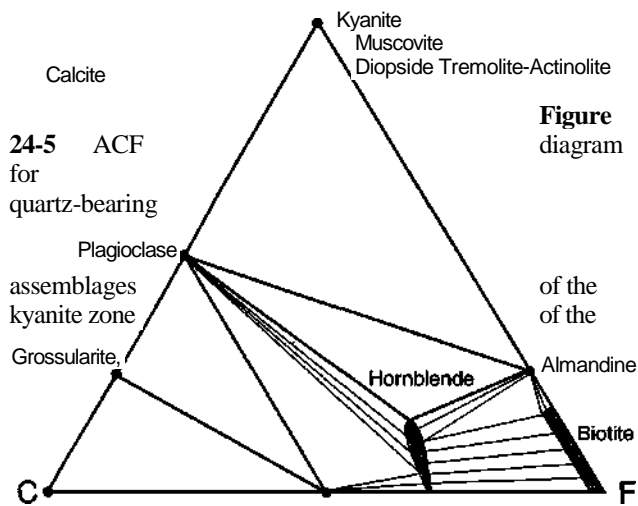 Kyanite
Muscovite
Diopside Tremolite-Actinolite
Calcite
Figure
24-5 ACF diagram
for
quartz-bearing
Plagioclase
assemblages of the
kyanite zone of the
Grossularite,
Hornblende
Almandine
Biotite
C
F